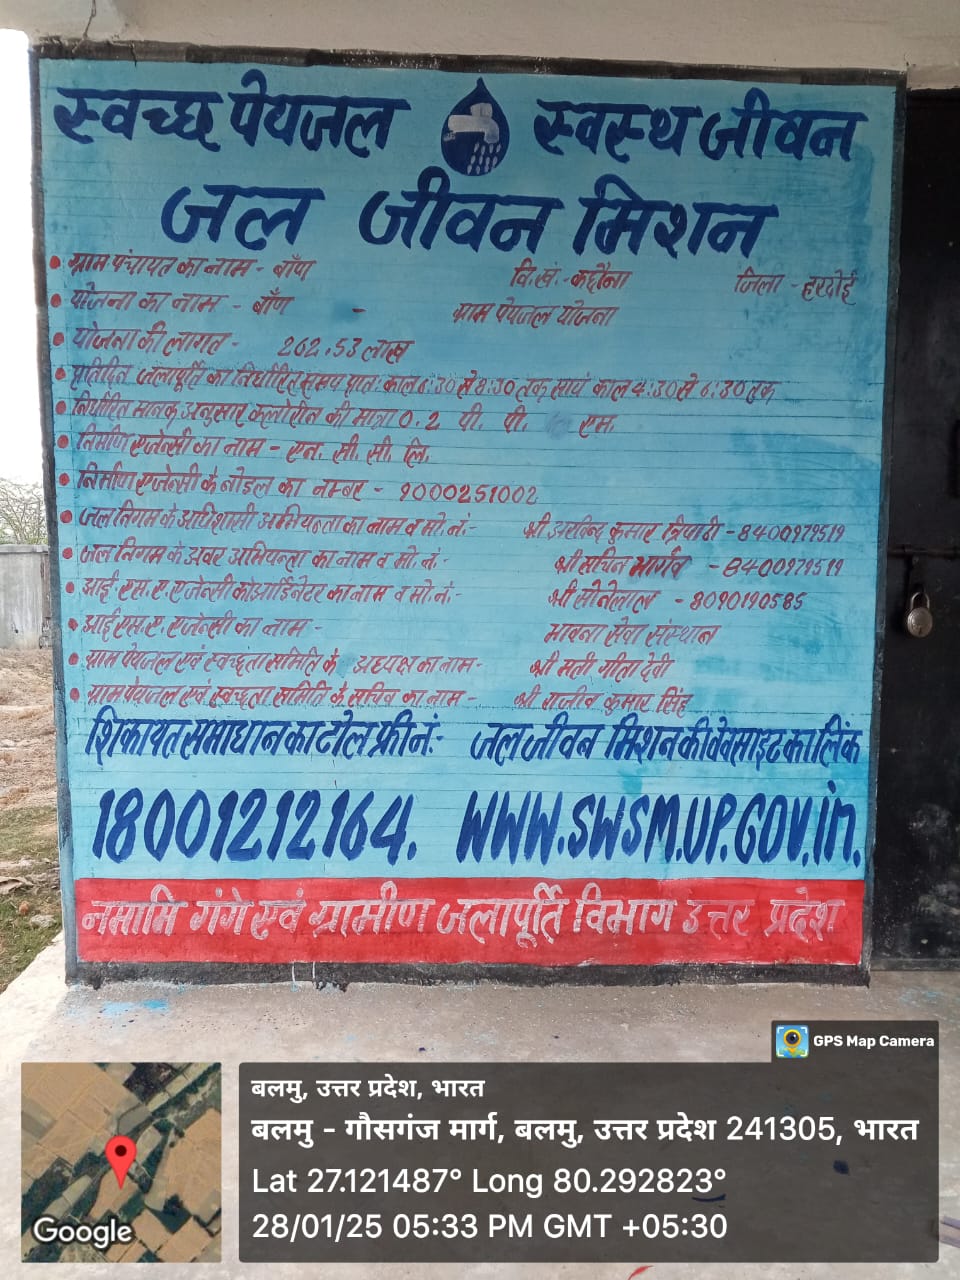 स्वच्छ पेयजल स्वस्थ जीवन
जल जीवन मिशन
ग्राम पंचायत का नाम - बाँण वि.खं.- कछौना जिला - हरदोई
योजना का नाम - बाँण - ग्राम पेयजल योजना
योजना की लागत - 262.53 लाख
प्रतिदिन जलापूर्ति का निर्धारित समय प्रातः काल 6:30 से 8:30 तक सायं काल 4:30 से 6:30 तक
निर्धारित मानक अनुसार क्लोरीन की मात्रा 0.2 पी. पी. एम.
निर्माण एजेन्सी का नाम - एन. सी. सी. लि.
निर्माण एजेन्सी के नोडल का नम्बर - 9000251002
जल निगम के अधिशासी अभियन्ता का नाम व मो.नं:- श्री अरविन्द कुमार त्रिपाठी - 8400979519
जल निगम के अवर अभियन्ता का नाम व मो.नं:- श्री सचिन भार्गव - 8400979519
आई.एस.ए. एजेन्सी कोआर्डिनेटर का नाम व मो.नं.- श्री सोनेलाल - 8090190585
आई.एस.ए. एजेन्सी का नाम - भावना सेवा संस्थान
ग्राम पेयजल एवं स्वच्छता समिति के अध्यक्ष का नाम - श्री मती गीता देवी
ग्राम पेयजल एवं स्वच्छता समिति के सचिव का नाम - श्री राजीव कुमार सिंह
शिकायत समाधान का टोल फ्री नं:- जल जीवन मिशन की वेवसाइट का लिंक
18001212164. WWW.SWSM.UP.GOV.in.
नमामि गंगे एवं ग्रामीण जलापूर्ति विभाग उत्तर प्रदेश
GPS Map Camera
बलमु, उत्तर प्रदेश, भारत
बलमु - गौसगंज मार्ग, बलमु, उत्तर प्रदेश 241305, भारत
Lat 27.121487° Long 80.292823°
28/01/25 05:33 PM GMT +05:30
Google